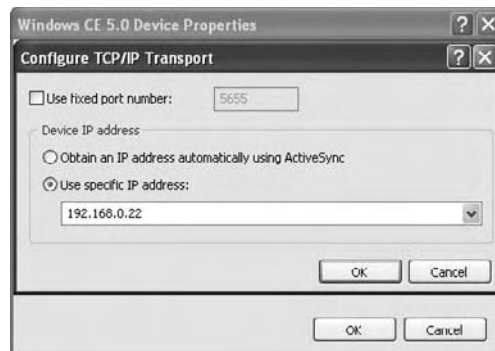 Windows CE 5.0 Device Properties
Configure TCP/IP Transport
Use fixed port number: 5655
Device IP address
Obtain an IP address automatically using ActiveSync
Use specific IP address:
192.168.0.22
OK Cancel
OK Cancel